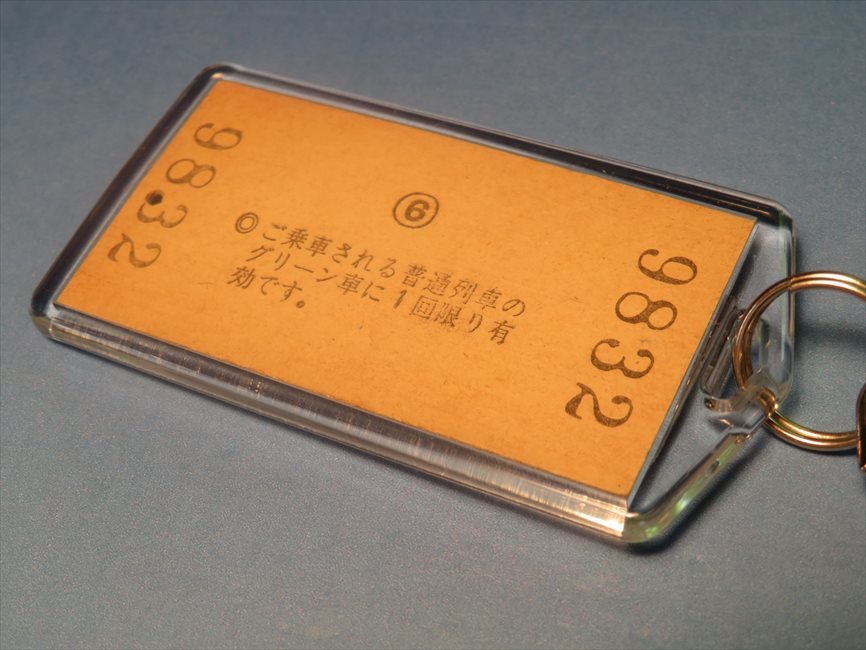 9832
⑥
◎ご乗車される普通列車の
グリーン車に1回限り有
効です。
9832